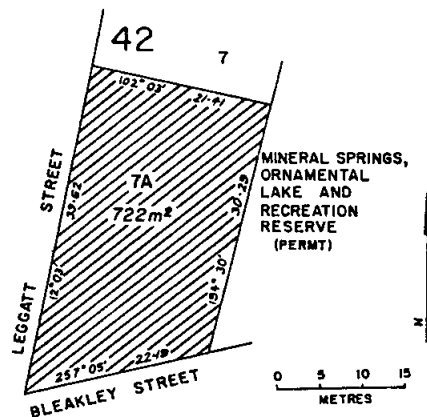 42
7
102° 03'
21·41
STREET
39·62
7A
722m²
30·29
MINERAL SPRINGS,
ORNAMENTAL
LAKE AND
RECREATION
RESERVE
(PERMT)
12° 03'
194° 30'
LEGGATT
N
257° 05'
22·19
BLEAKLEY STREET
0 5 10 15
METRES